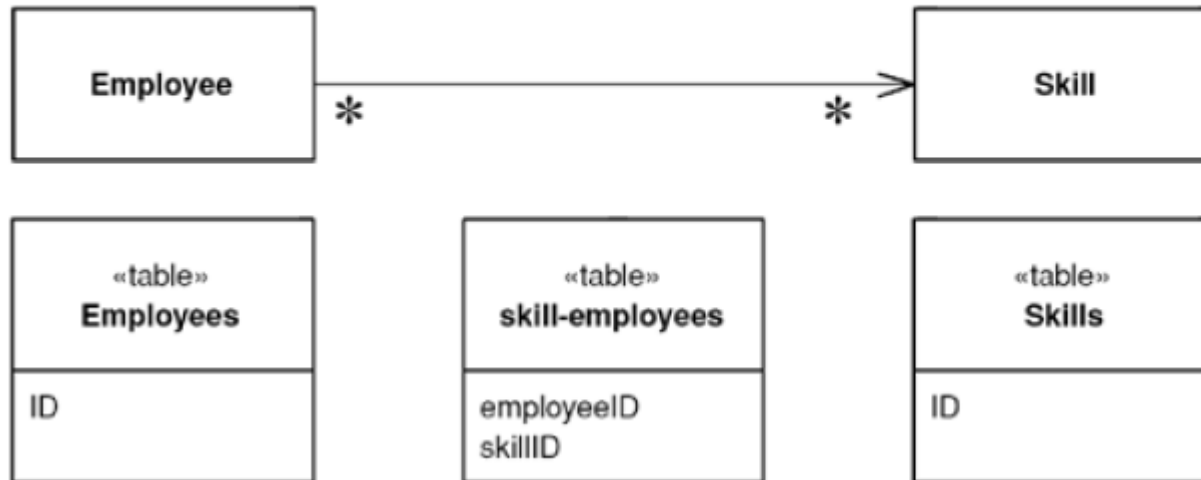 Employee
Skill
*
*
«table»
Employees
ID
«table»
skill-employees
employeeID
skillID
«table»
Skills
ID